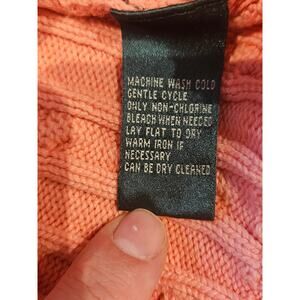 MACHINE WASH COLD
GENTLE CYCLE
ONLY NON-CHLORINE
BLEACH WHEN NEEDED
LAY FLAT TO DRY
WARM IRON IF
NECESSARY
CAN BE DRY CLEANED